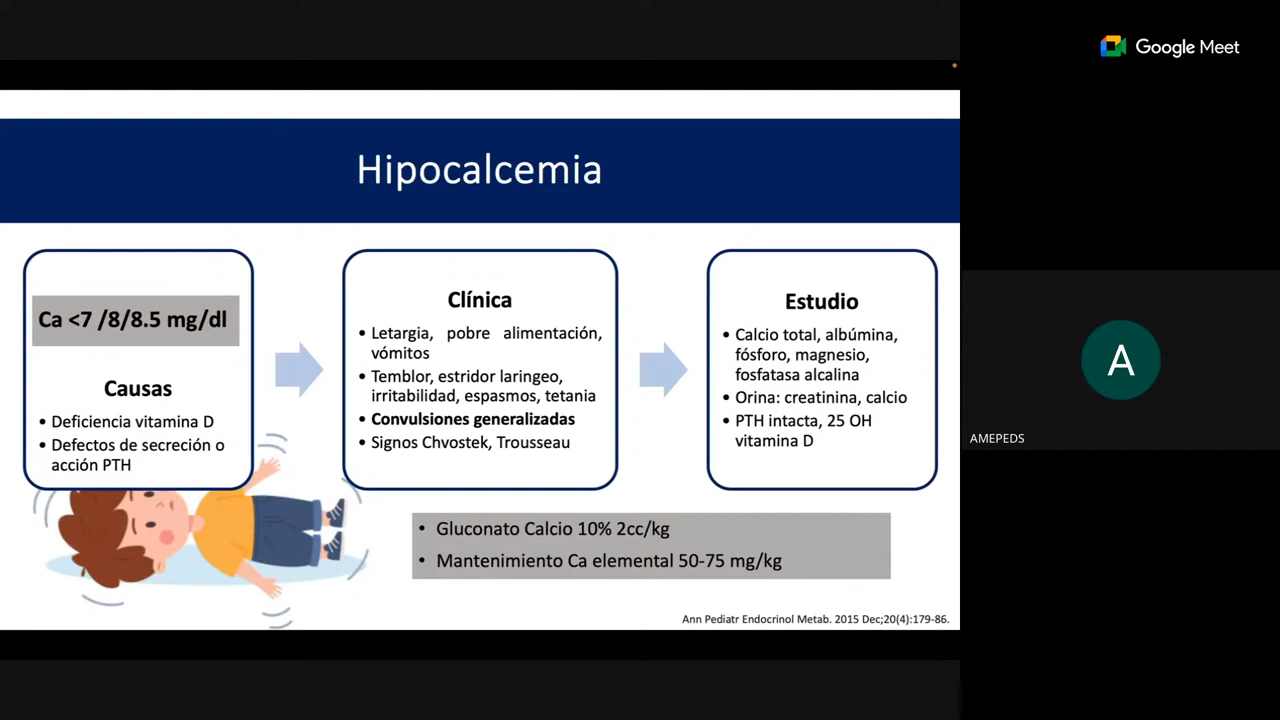 Google Meet
Hipocalcemia
Ca <7 /8/8.5 mg/dl
Causas
• Deficiencia vitamina D
• Defectos de secreción o
acción PTH
Clínica
• Letargia, pobre alimentación,
vómitos
• Temblor, estridor laringeo,
irritabilidad, espasmos, tetania
• Convulsiones generalizadas
• Signos Chvostek, Trousseau
Estudio
• Calcio total, albúmina,
fósforo, magnesio,
fosfatasa alcalina
• Orina: creatinina, calcio
• PTH intacta, 25 OH
vitamina D
• Gluconato Calcio 10% 2cc/kg
• Mantenimiento Ca elemental 50-75 mg/kg
Ann Pediatr Endocrinol Metab. 2015 Dec;20(4):179-86.
A
AMEPEDS